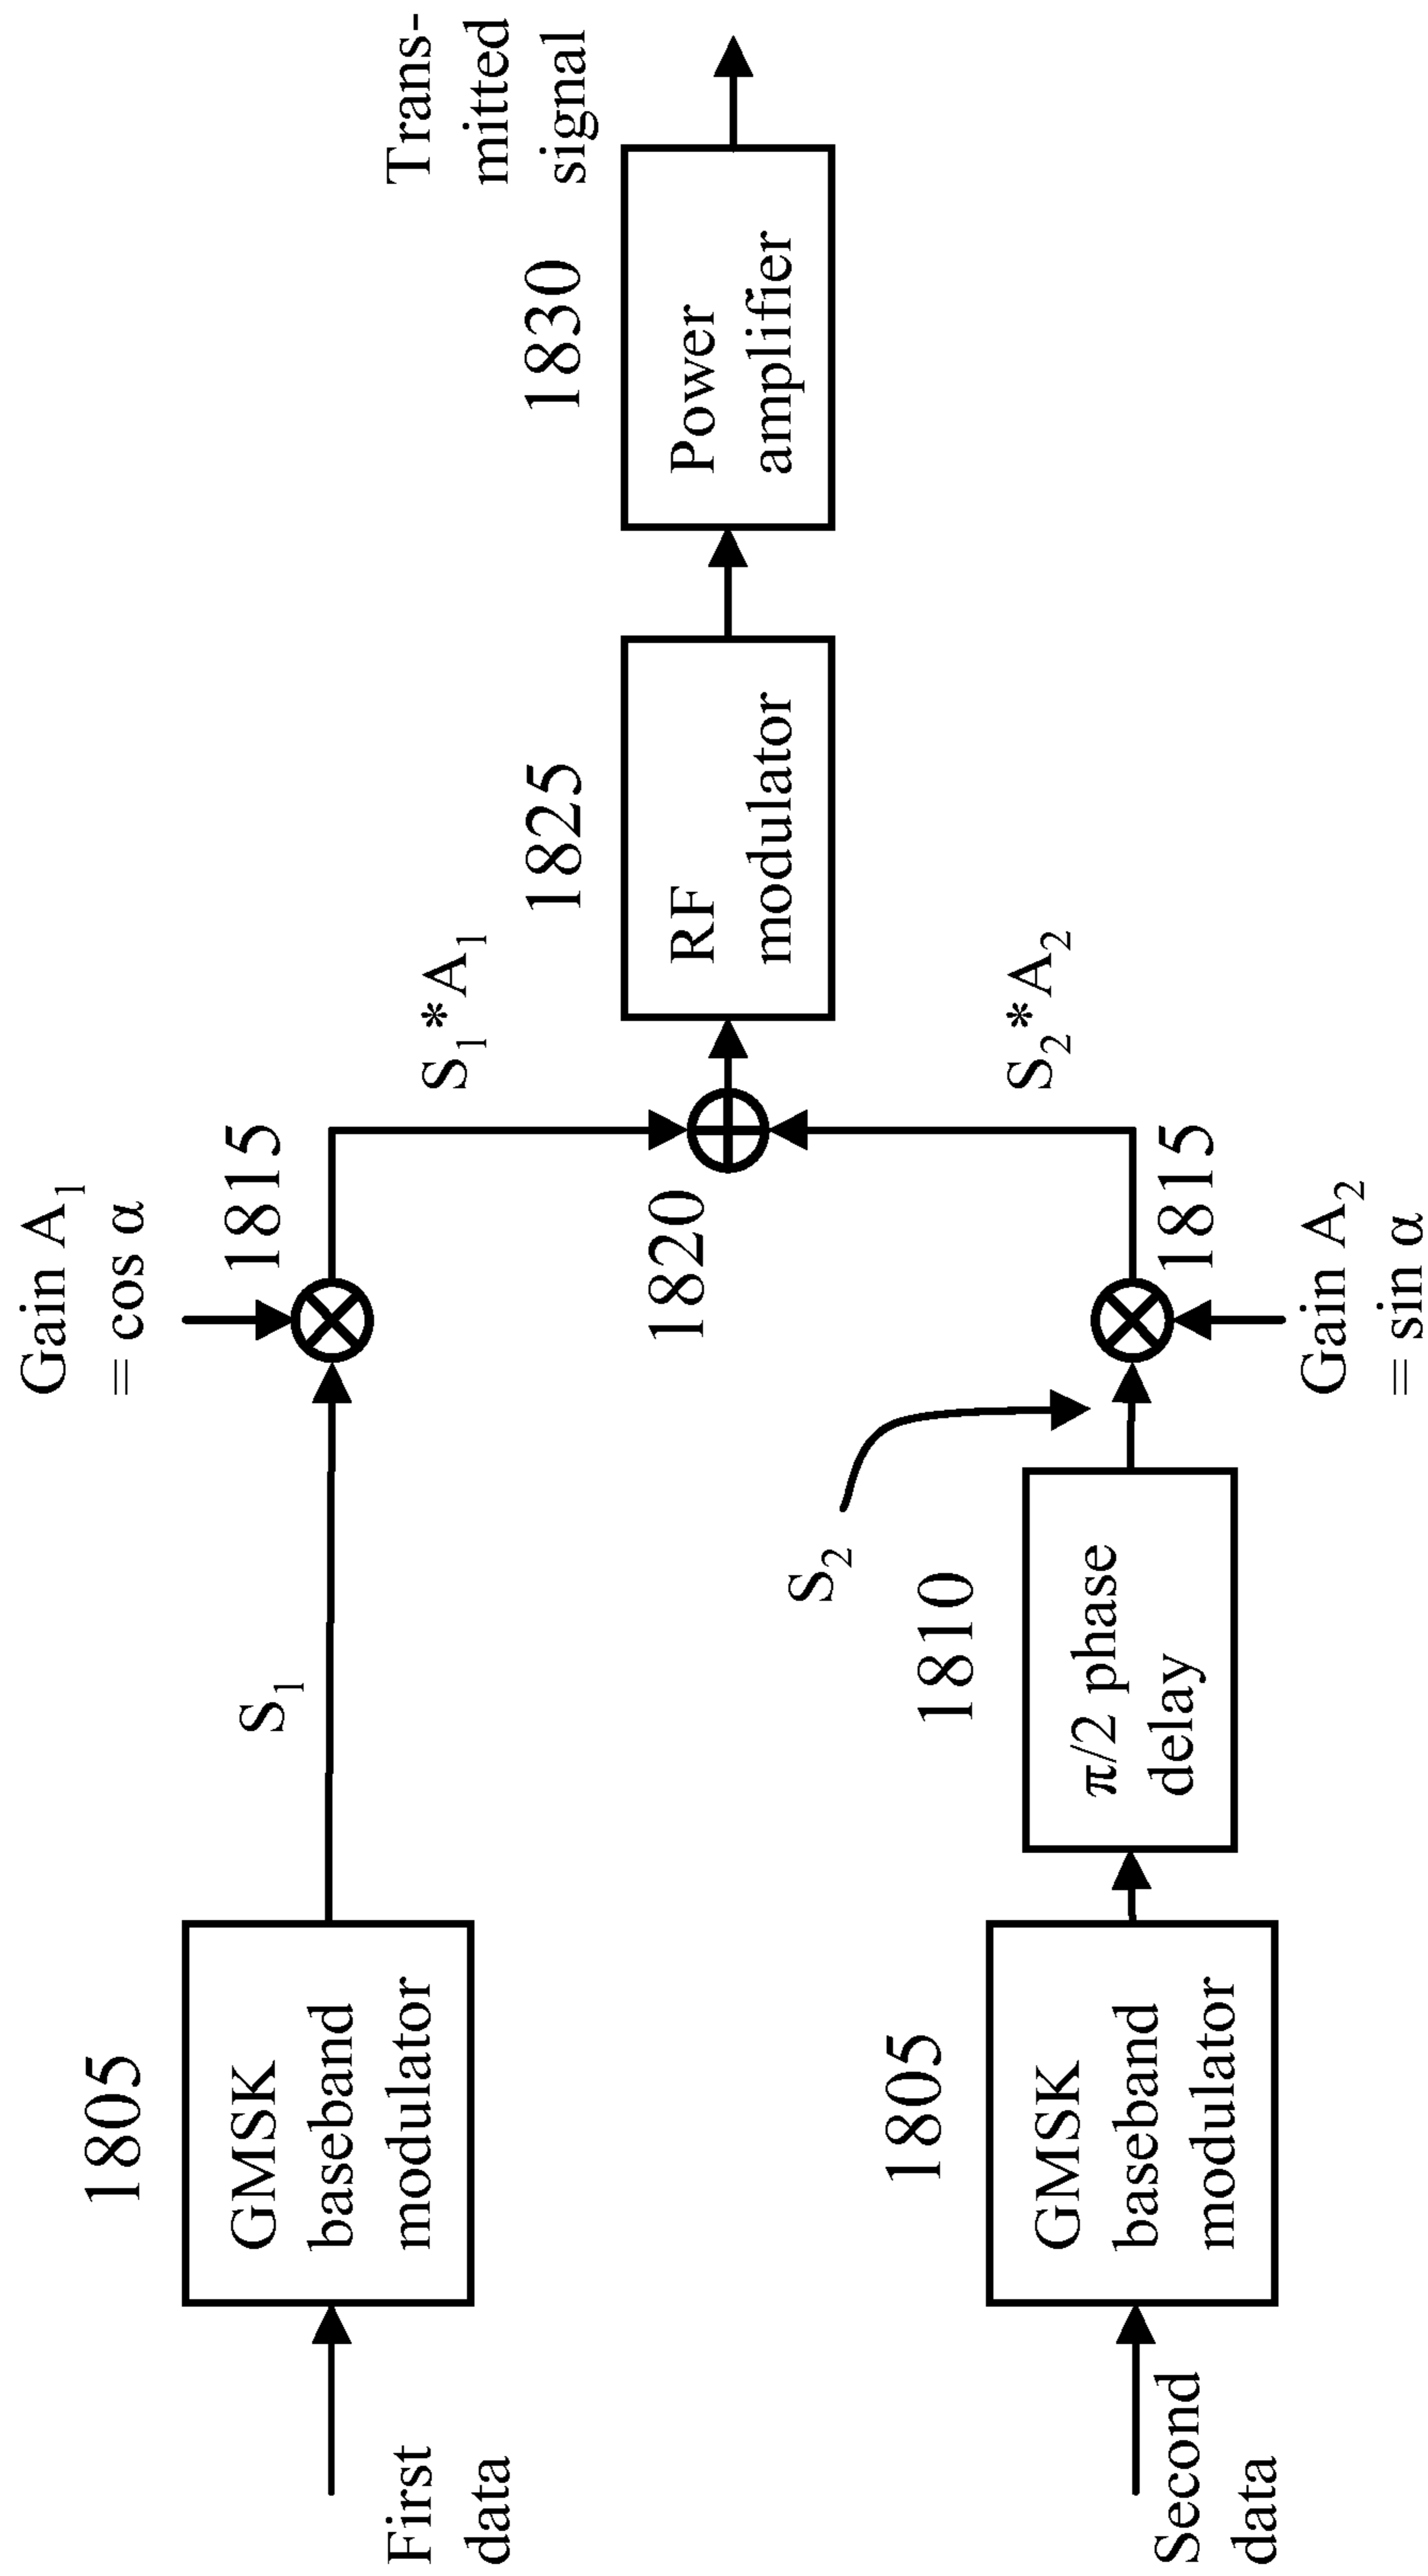 Gain A₁
= cos α
1805
GMSK
baseband
modulator
First
data
S₁
1815
S₁*A₁
1820
1825
RF
modulator
1830
Power
amplifier
Trans-
mitted
signal
1805
GMSK
baseband
modulator
Second
data
1810
π/2 phase
delay
S₂
1815
S₂*A₂
Gain A₂
= sin α